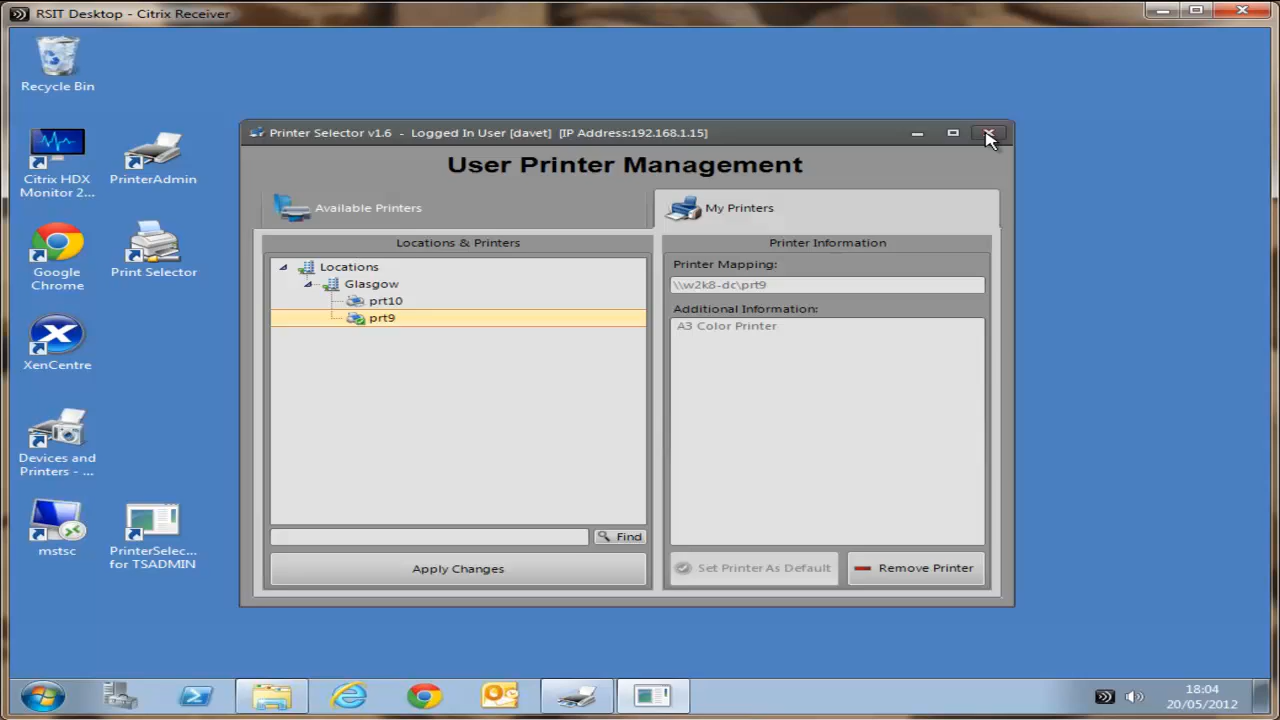 RSIT Desktop - Citrix Receiver
Recycle Bin
Citrix HDX
Monitor 2...
PrinterAdmin
Google
Chrome
Print Selector
XenCentre
Devices and
Printers - ...
mstsc
PrinterSelec...
for TSADMIN
Printer Selector v1.6 - Logged In User [davet] [IP Address:192.168.1.15]
User Printer Management
Available Printers
My Printers
Locations & Printers
Locations
Glasgow
prt10
prt9
Find
Apply Changes
Printer Information
Printer Mapping:
\\w2k8-dc\prt9
Additional Information:
A3 Color Printer
Set Printer As Default
Remove Printer
18:04
20/05/2012